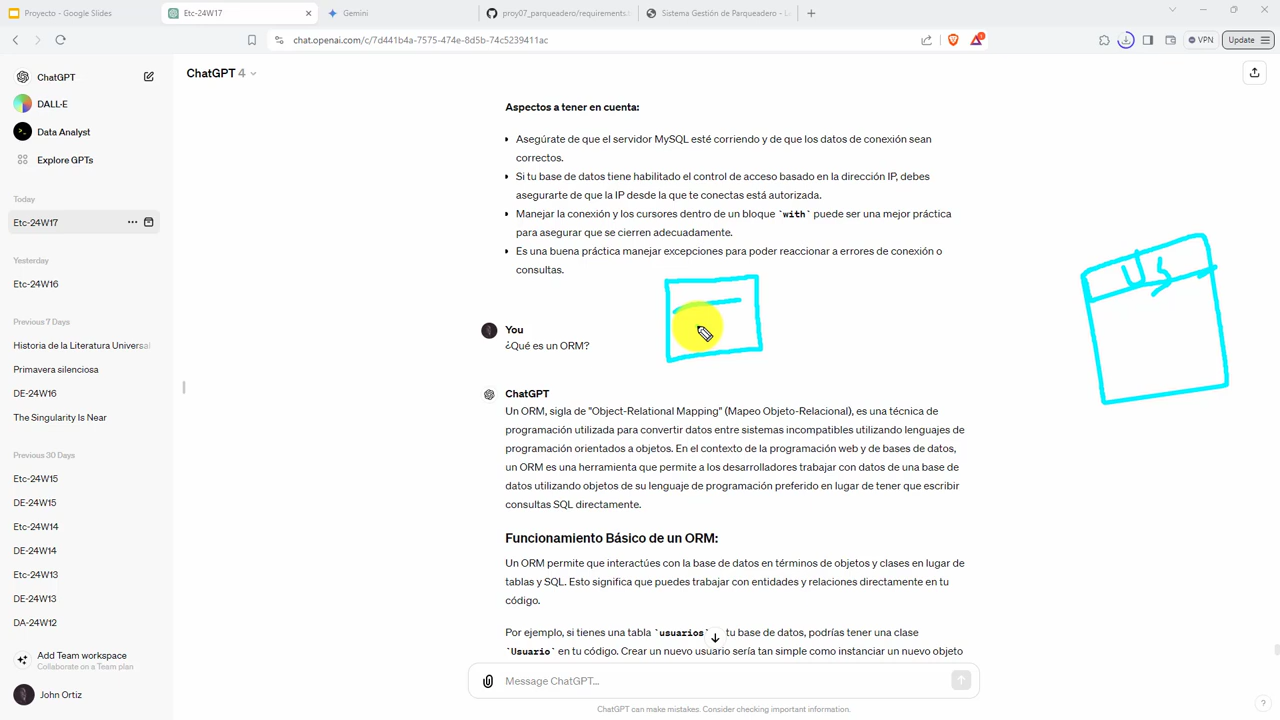 Proyecto - Google Slides
Etc-24W17
Gemini
proy07_parqueadero/requirements.
Sistema Gestión de Parqueadero - L
chat.openai.com/c/7d441b4a-7575-474e-8d5b-74c5239411ac
VPN
Update
ChatGPT
ChatGPT 4
DALL·E
Data Analyst
Explore GPTs
Today
Etc-24W17
Yesterday
Etc-24W16
Previous 7 Days
Historia de la Literatura Universal
Primavera silenciosa
DE-24W16
The Singularity Is Near
Previous 30 Days
Etc-24W15
DE-24W15
Etc-24W14
DE-24W14
Etc-24W13
DE-24W13
DA-24W12
Add Team workspace
Collaborate on a Team plan
John Ortiz
Aspectos a tener en cuenta:
• Asegúrate de que el servidor MySQL esté corriendo y de que los datos de conexión sean
correctos.
• Si tu base de datos tiene habilitado el control de acceso basado en la dirección IP, debes
asegurarte de que la IP desde la que te conectas está autorizada.
• Manejar la conexión y los cursores dentro de un bloque `with` puede ser una mejor práctica
para asegurar que se cierren adecuadamente.
• Es una buena práctica manejar excepciones para poder reaccionar a errores de conexión o
consultas.
You
¿Qué es un ORM?
US
ChatGPT
Un ORM, sigla de "Object-Relational Mapping" (Mapeo Objeto-Relacional), es una técnica de
programación utilizada para convertir datos entre sistemas incompatibles utilizando lenguajes de
programación orientados a objetos. En el contexto de la programación web y de bases de datos,
un ORM es una herramienta que permite a los desarrolladores trabajar con datos de una base de
datos utilizando objetos de su lenguaje de programación preferido en lugar de tener que escribir
consultas SQL directamente.
Funcionamiento Básico de un ORM:
Un ORM permite que interactúes con la base de datos en términos de objetos y clases en lugar de
tablas y SQL. Esto significa que puedes trabajar con entidades y relaciones directamente en tu
código.
Por ejemplo, si tienes una tabla `usuarios` tu base de datos, podrías tener una clase
`Usuario` en tu código. Crear un nuevo usuario sería tan simple como instanciar un nuevo objeto
Message ChatGPT...
ChatGPT can make mistakes. Consider checking important information.
?